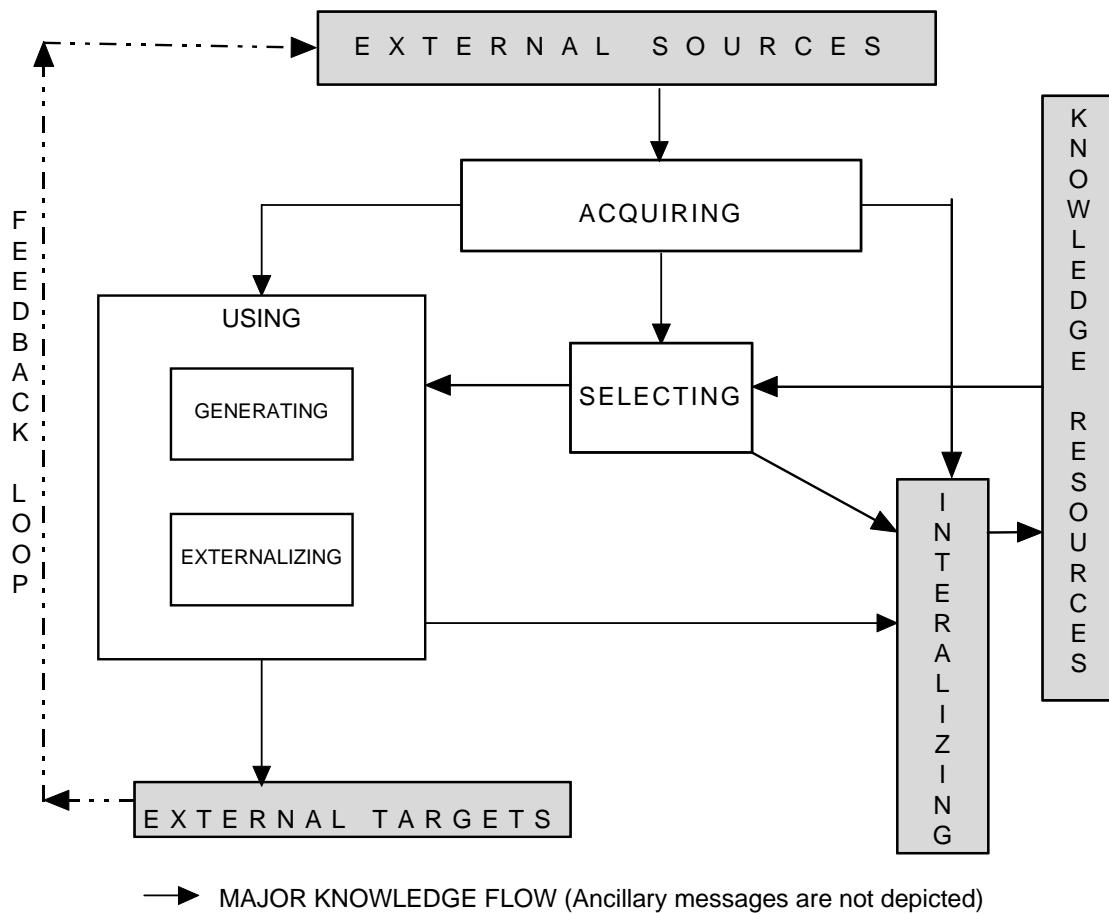 EXTERNAL SOURCES
KNOWLEDGE RESOURCES
ACQUIRING
FEEDBACK LOOP
USING
SELECTING
GENERATING
INTERALIZING
EXTERNALIZING
EXTERNAL TARGETS
MAJOR KNOWLEDGE FLOW (Ancillary messages are not depicted)